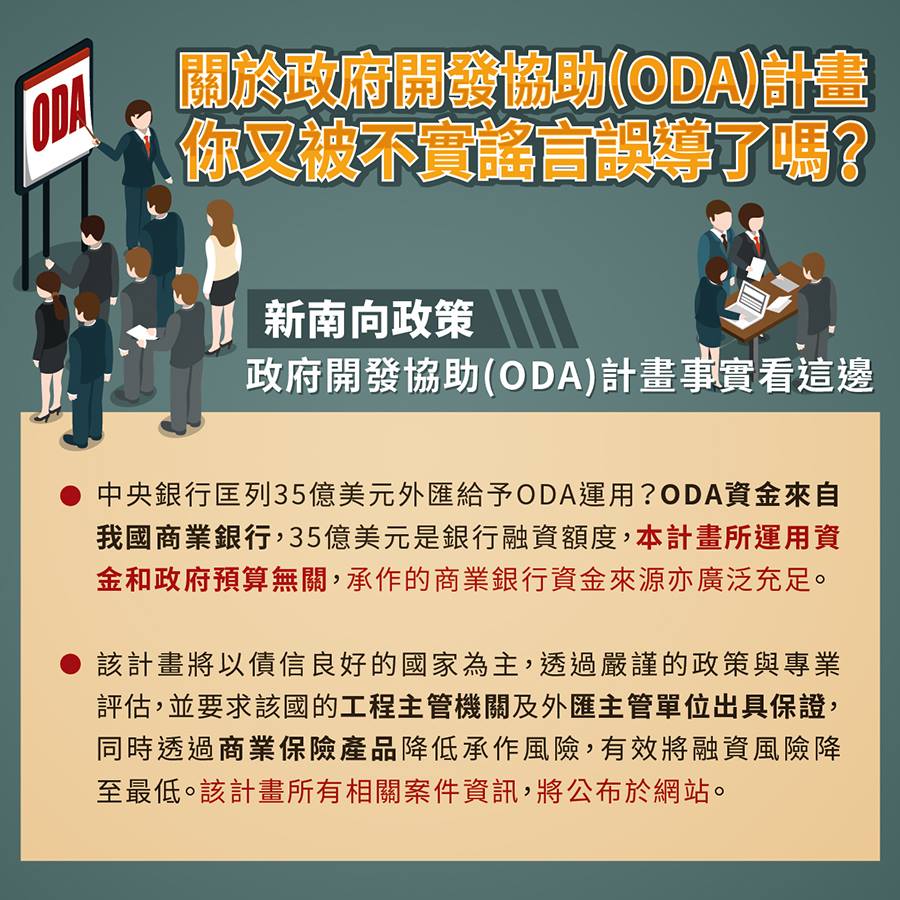 ODA
關於政府開發協助(ODA)計畫
你又被不實謠言誤導了嗎?
新南向政策
政府開發協助(ODA)計畫事實看這邊
中央銀行匡列35億美元外匯給予ODA運用?ODA資金來自
我國商業銀行,35億美元是銀行融資額度,本計畫所運用資
金和政府預算無關,承作的商業銀行資金來源亦廣泛充足。
該計畫將以債信良好的國家為主,透過嚴謹的政策與專業
評估,並要求該國的工程主管機關及外匯主管單位出具保證,
同時透過商業保險產品降低承作風險,有效將融資風險降
至最低。該計畫所有相關案件資訊,將公布於網站。